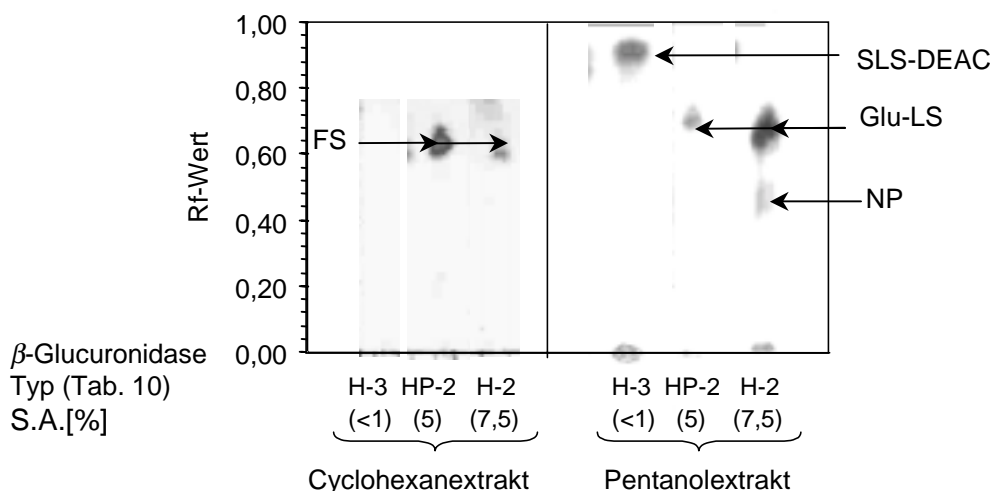 1,00
0,80
0,60
0,40
0,20
0,00
Rf-Wert
FS
SLS-DEAC
Glu-LS
NP
β-Glucuronidase
Typ (Tab. 10)
S.A.[%]
H-3 HP-2 H-2 H-3 HP-2 H-2
(<1) (5) (7,5) (<1) (5) (7,5)
Cyclohexanextrakt Pentanolextrakt